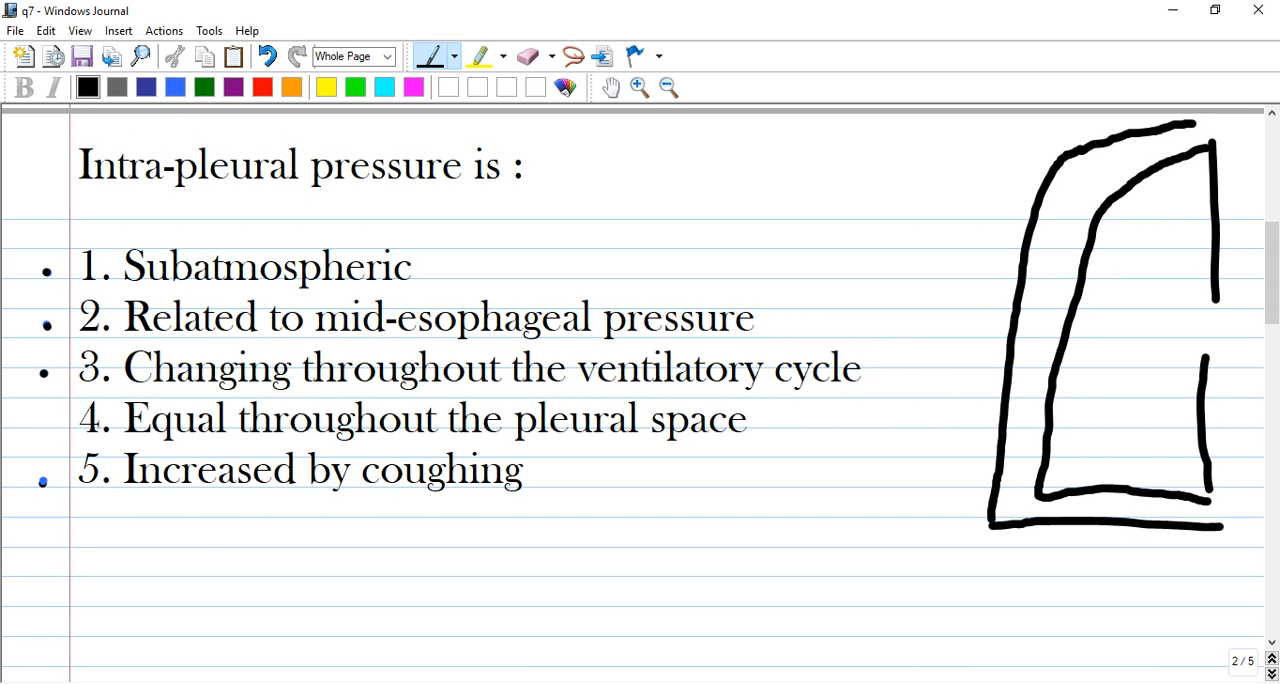 q7 - Windows Journal
File Edit View Insert Actions Tools Help
Whole Page
B I
Intra-pleural pressure is :
1. Subatmospheric
2. Related to mid-esophageal pressure
3. Changing throughout the ventilatory cycle
4. Equal throughout the pleural space
5. Increased by coughing
2 / 5